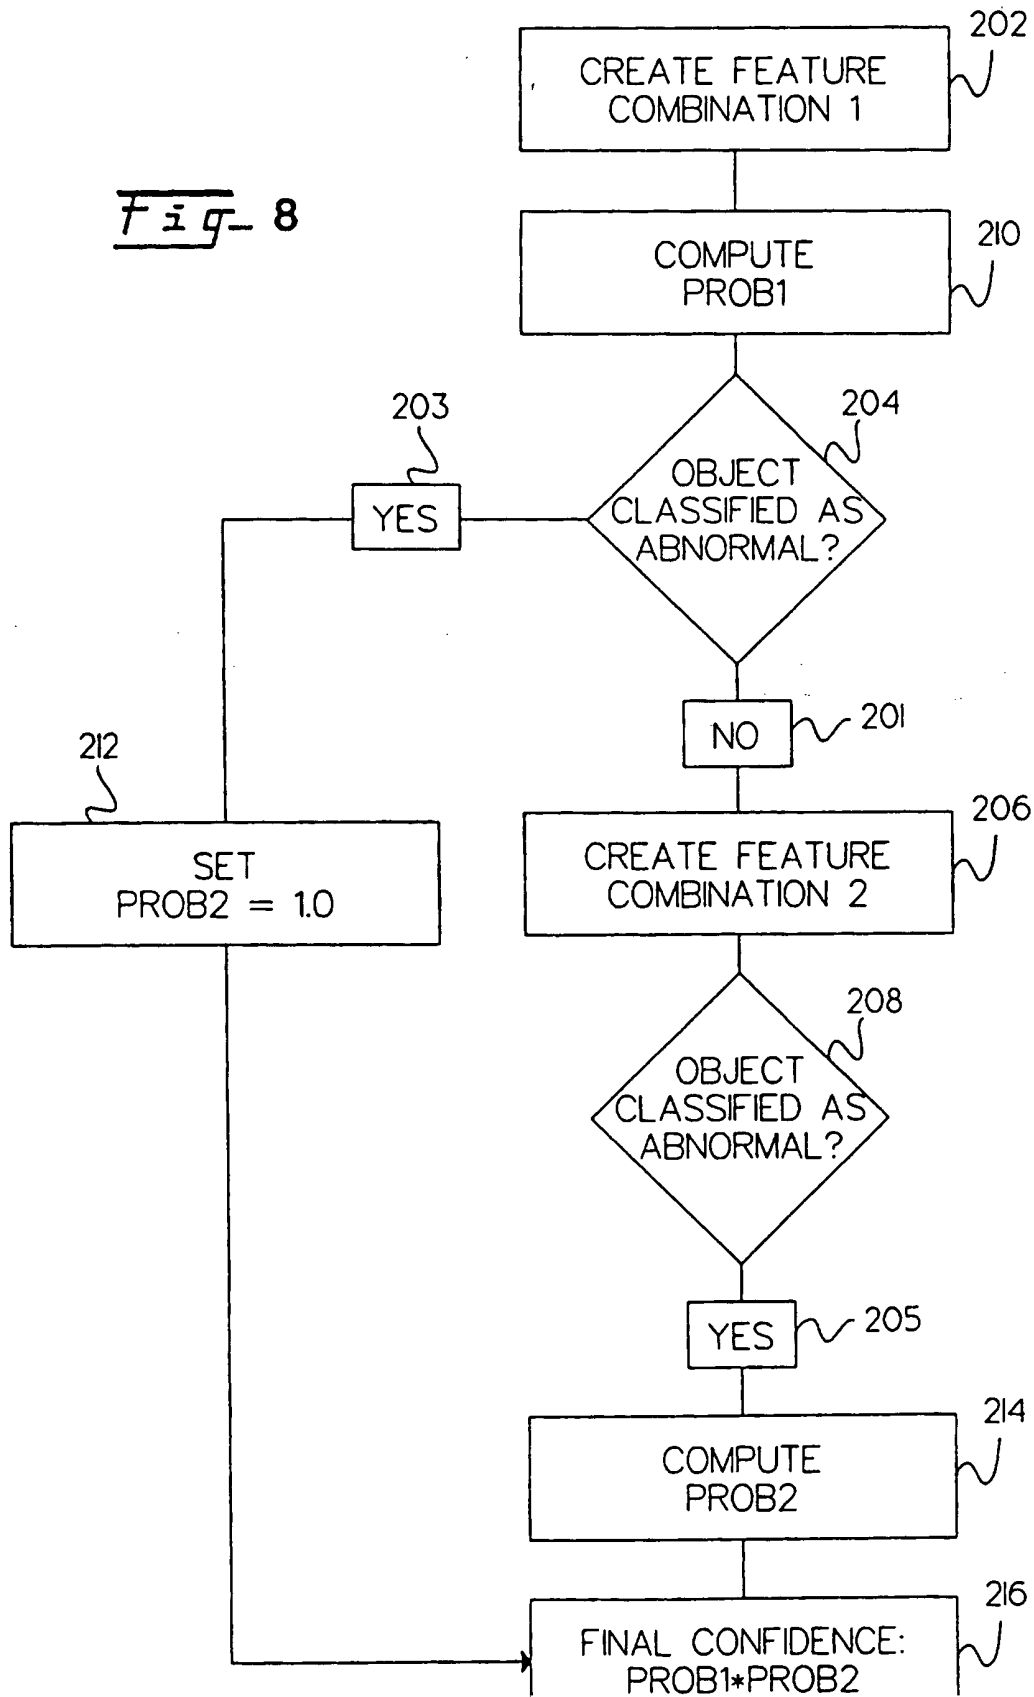 202
CREATE FEATURE
COMBINATION 1
Fig_ 8
210
COMPUTE
PROB1
203
204
YES
OBJECT
CLASSIFIED AS
ABNORMAL?
NO
201
212
206
SET
PROB2 = 1.0
CREATE FEATURE
COMBINATION 2
208
OBJECT
CLASSIFIED AS
ABNORMAL?
YES
205
214
COMPUTE
PROB2
216
FINAL CONFIDENCE:
PROB1*PROB2